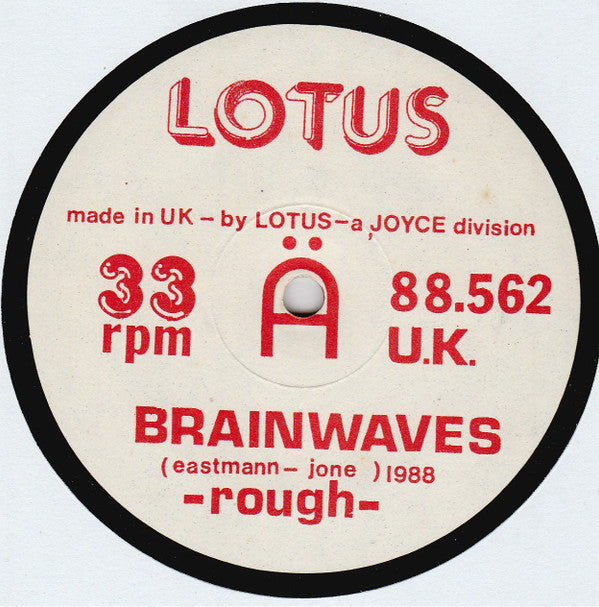 LOTUS
made in UK – by LOTUS – a ,JOYCE division
33 rpm
Ä
88.562 U.K.
BRAINWAVES
(eastmann – jone ) 1988
-rough-